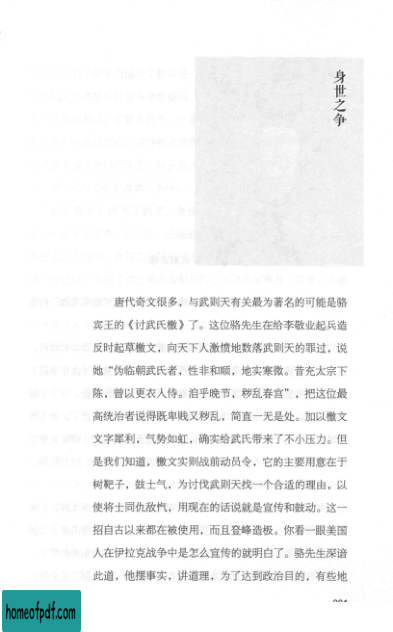 身世之争
唐代奇文很多，与武则天有关最为著名的可能是骆
宾王的《讨武氏檄》了。这位骆先生在给李敬业起兵造
反时起草檄文，向天下人激愤地数落武则天的罪过，说
她“伪临朝武氏者，性非和顺，地实寒微。昔充太宗下
陈，曾以更衣入侍。洎乎晚节，秽乱春宫”，把这位最
高统治者说得既卑贱又秽乱，简直一无是处。加以檄文
文字犀利，气势如虹，确实给武氏带来了不小压力。但
是我们知道，檄文实则战前动员令，它的主要用意在于
树靶子，鼓士气，为讨伐武则天找一个合适的理由，以
使将士同仇敌气，用现在的话说就是宣传和鼓动。这一
招自古以来都在被使用，而且登峰造极。你看一眼美国
人在伊拉克战争中是怎么宣传的就明白了。骆先生深谙
此道，他摆事实，讲道理，为了达到政治目的，有些地
homeofpdf.com